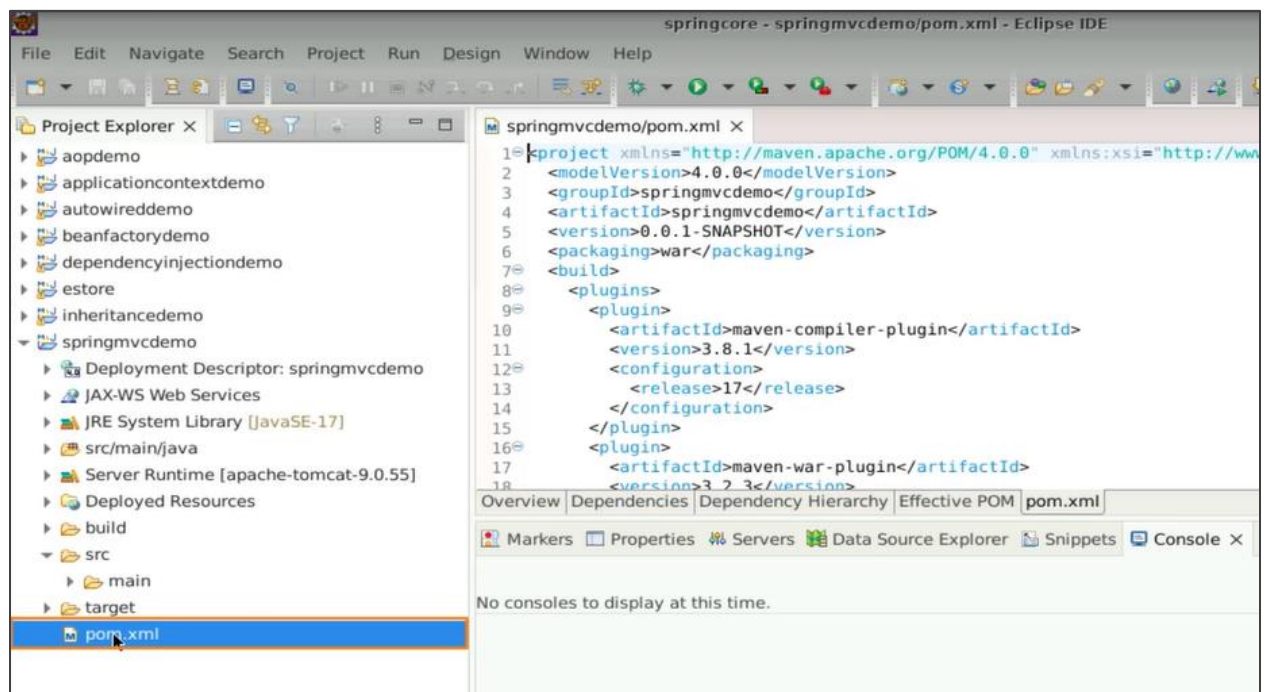 springcore - springmvcdemo/pom.xml - Eclipse IDE
File Edit Navigate Search Project Run Design Window Help
Project Explorer
aopdemo
applicationcontextdemo
autowireddemo
beanfactorydemo
dependencyinjectiondemo
estore
inheritancedemo
springmvcdemo
Deployment Descriptor: springmvcdemo
JAX-WS Web Services
JRE System Library [JavaSE-17]
src/main/java
Server Runtime [apache-tomcat-9.0.55]
Deployed Resources
build
src
main
target
pom.xml
springmvcdemo/pom.xml
1 <project xmlns="http://maven.apache.org/POM/4.0.0" xmlns:xsi="http://www
2 <modelVersion>4.0.0</modelVersion>
3 <groupId>springmvcdemo</groupId>
4 <artifactId>springmvcdemo</artifactId>
5 <version>0.0.1-SNAPSHOT</version>
6 <packaging>war</packaging>
7 <build>
8 <plugins>
9 <plugin>
10 <artifactId>maven-compiler-plugin</artifactId>
11 <version>3.8.1</version>
12 <configuration>
13 <release>17</release>
14 </configuration>
15 </plugin>
16 <plugin>
17 <artifactId>maven-war-plugin</artifactId>
18 <version>3.2.3</version>
Overview Dependencies Dependency Hierarchy Effective POM pom.xml
Markers Properties Servers Data Source Explorer Snippets Console
No consoles to display at this time.